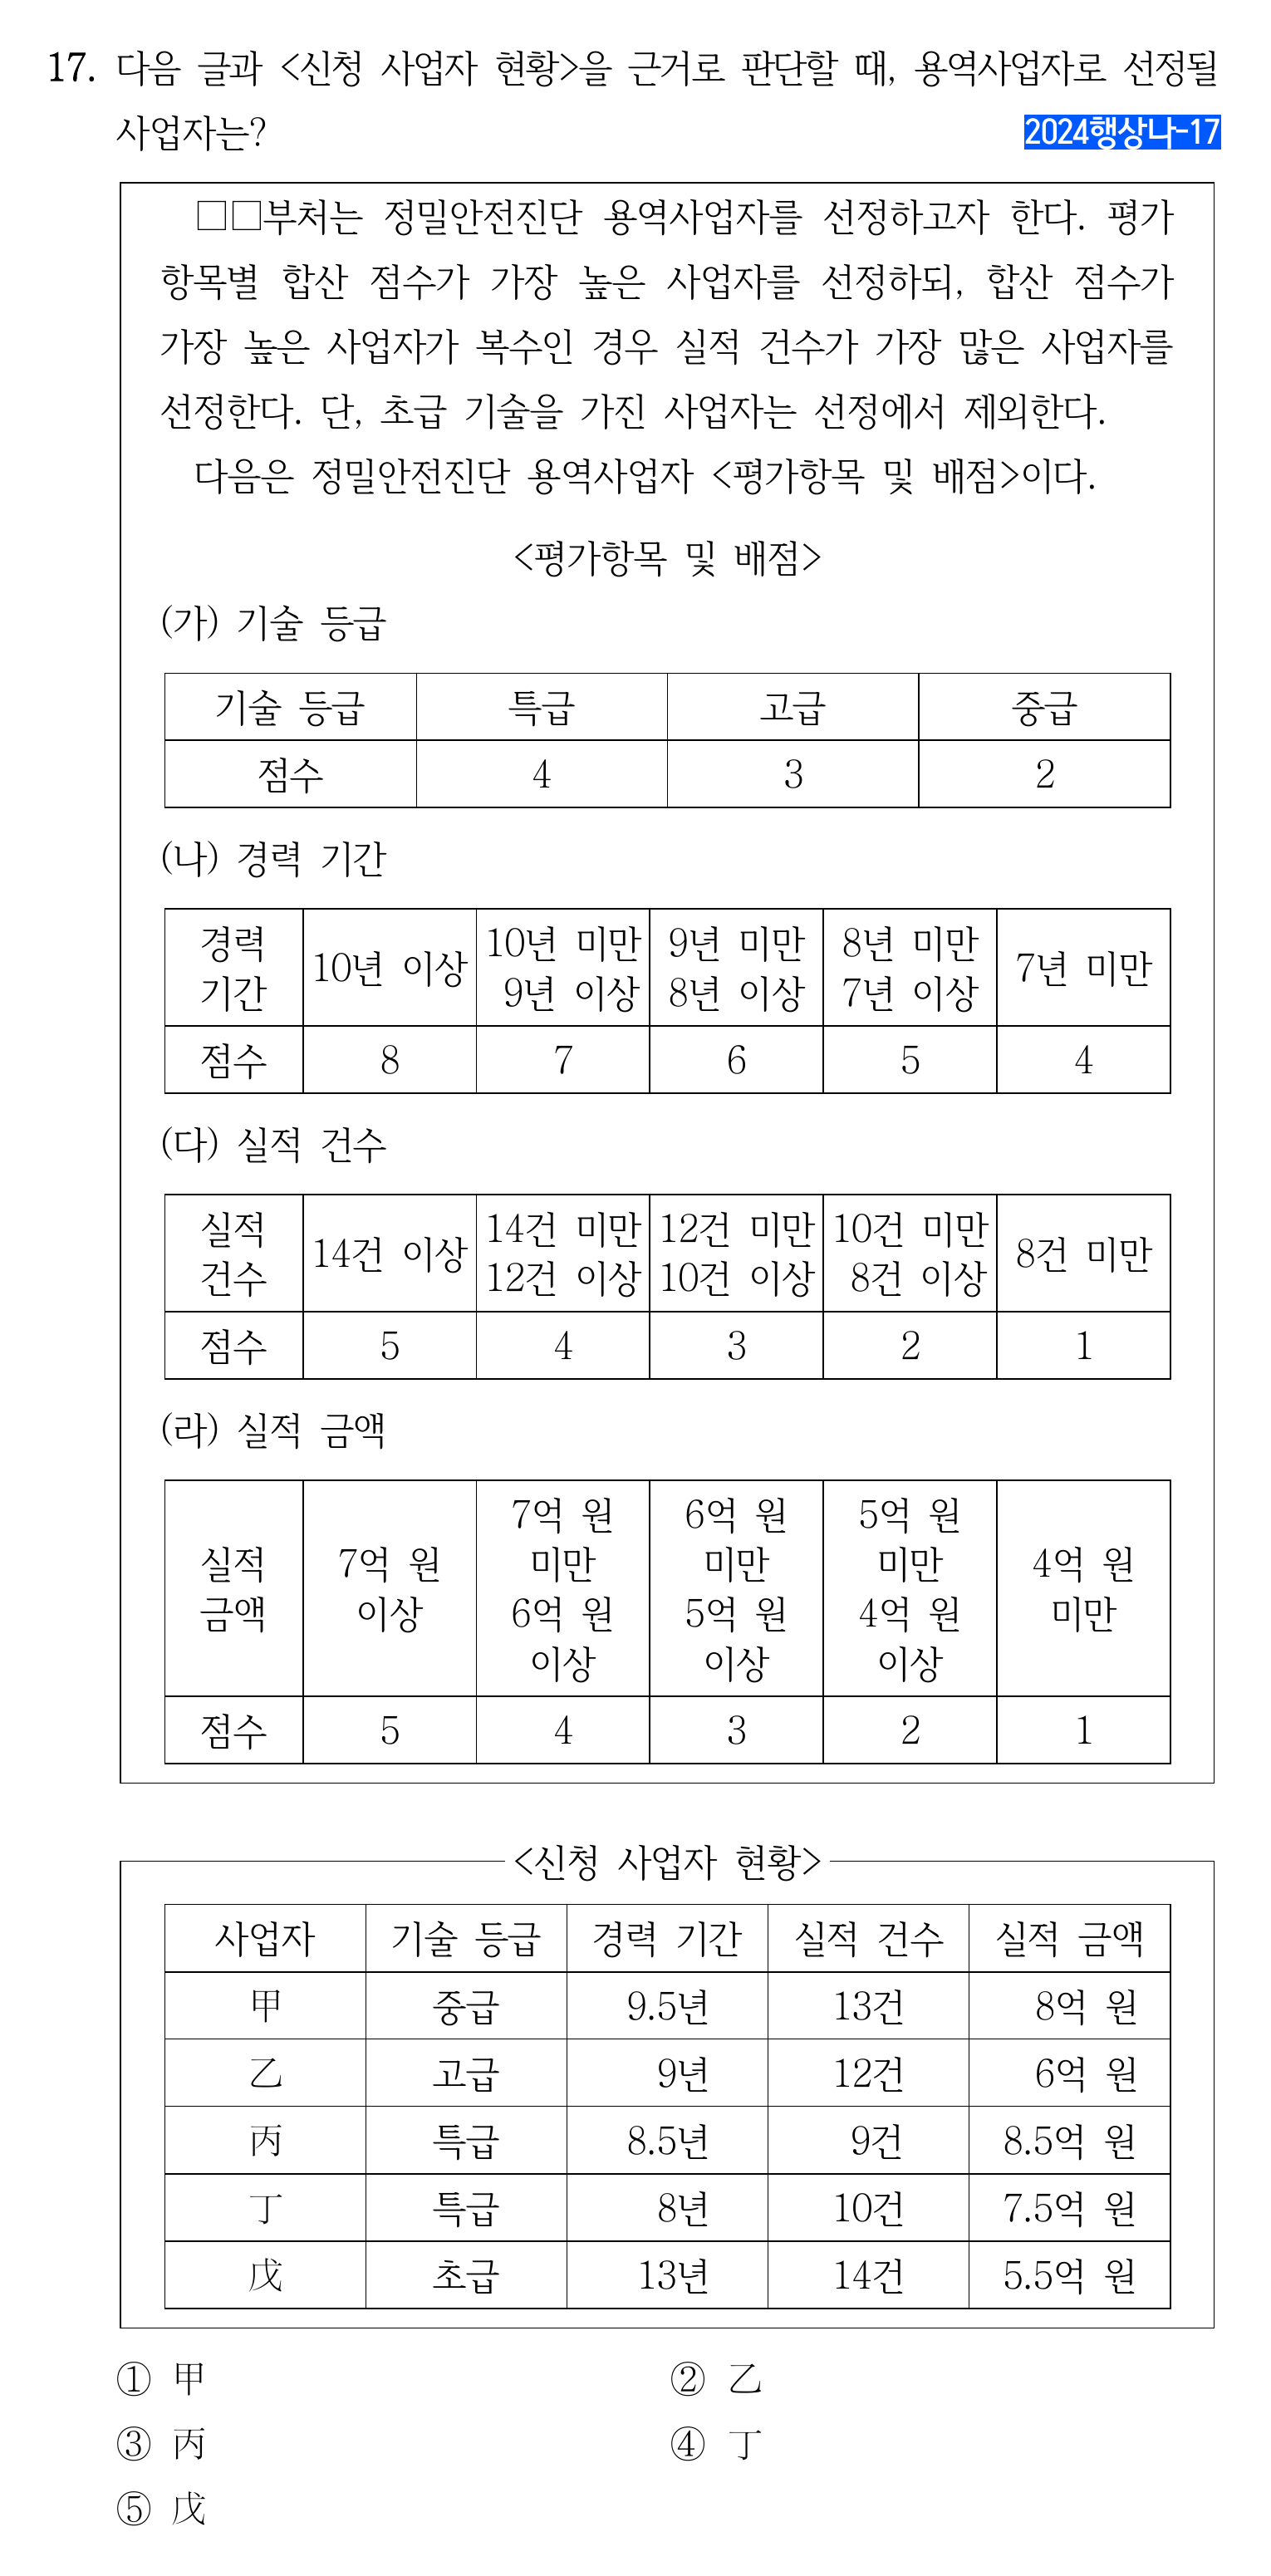 17. 다음 글과 <신청 사업자 현황>을 근거로 판단할 때, 용역사업자로 선정될
사업자는?
2024행상나-17
□□부처는 정밀안전진단 용역사업자를 선정하고자 한다. 평가
항목별 합산 점수가 가장 높은 사업자를 선정하되, 합산 점수가
가장 높은 사업자가 복수인 경우 실적 건수가 가장 많은 사업자를
선정한다. 단, 초급 기술을 가진 사업자는 선정에서 제외한다.
다음은 정밀안전진단 용역사업자 <평가항목 및 배점>이다.
<평가항목 및 배점>
(가) 기술 등급
기술 등급 특급 고급 중급
점수 4 3 2
(나) 경력 기간
경력 기간 10년 이상 10년 미만 9년 이상 9년 미만 8년 이상 8년 미만 7년 이상 7년 미만
점수 8 7 6 5 4
(다) 실적 건수
실적 건수 14건 이상 14건 미만 12건 이상 12건 미만 10건 이상 10건 미만 8건 이상 8건 미만
점수 5 4 3 2 1
(라) 실적 금액
실적 금액 7억 원 이상 7억 원 미만 6억 원 이상 6억 원 미만 5억 원 이상 5억 원 미만 4억 원 이상 4억 원 미만
점수 5 4 3 2 1
<신청 사업자 현황>
사업자 기술 등급 경력 기간 실적 건수 실적 금액
甲 중급 9.5년 13건 8억 원
乙 고급 9년 12건 6억 원
丙 특급 8.5년 9건 8.5억 원
丁 특급 8년 10건 7.5억 원
戊 초급 13년 14건 5.5억 원
① 甲 ② 乙
③ 丙 ④ 丁
⑤ 戊